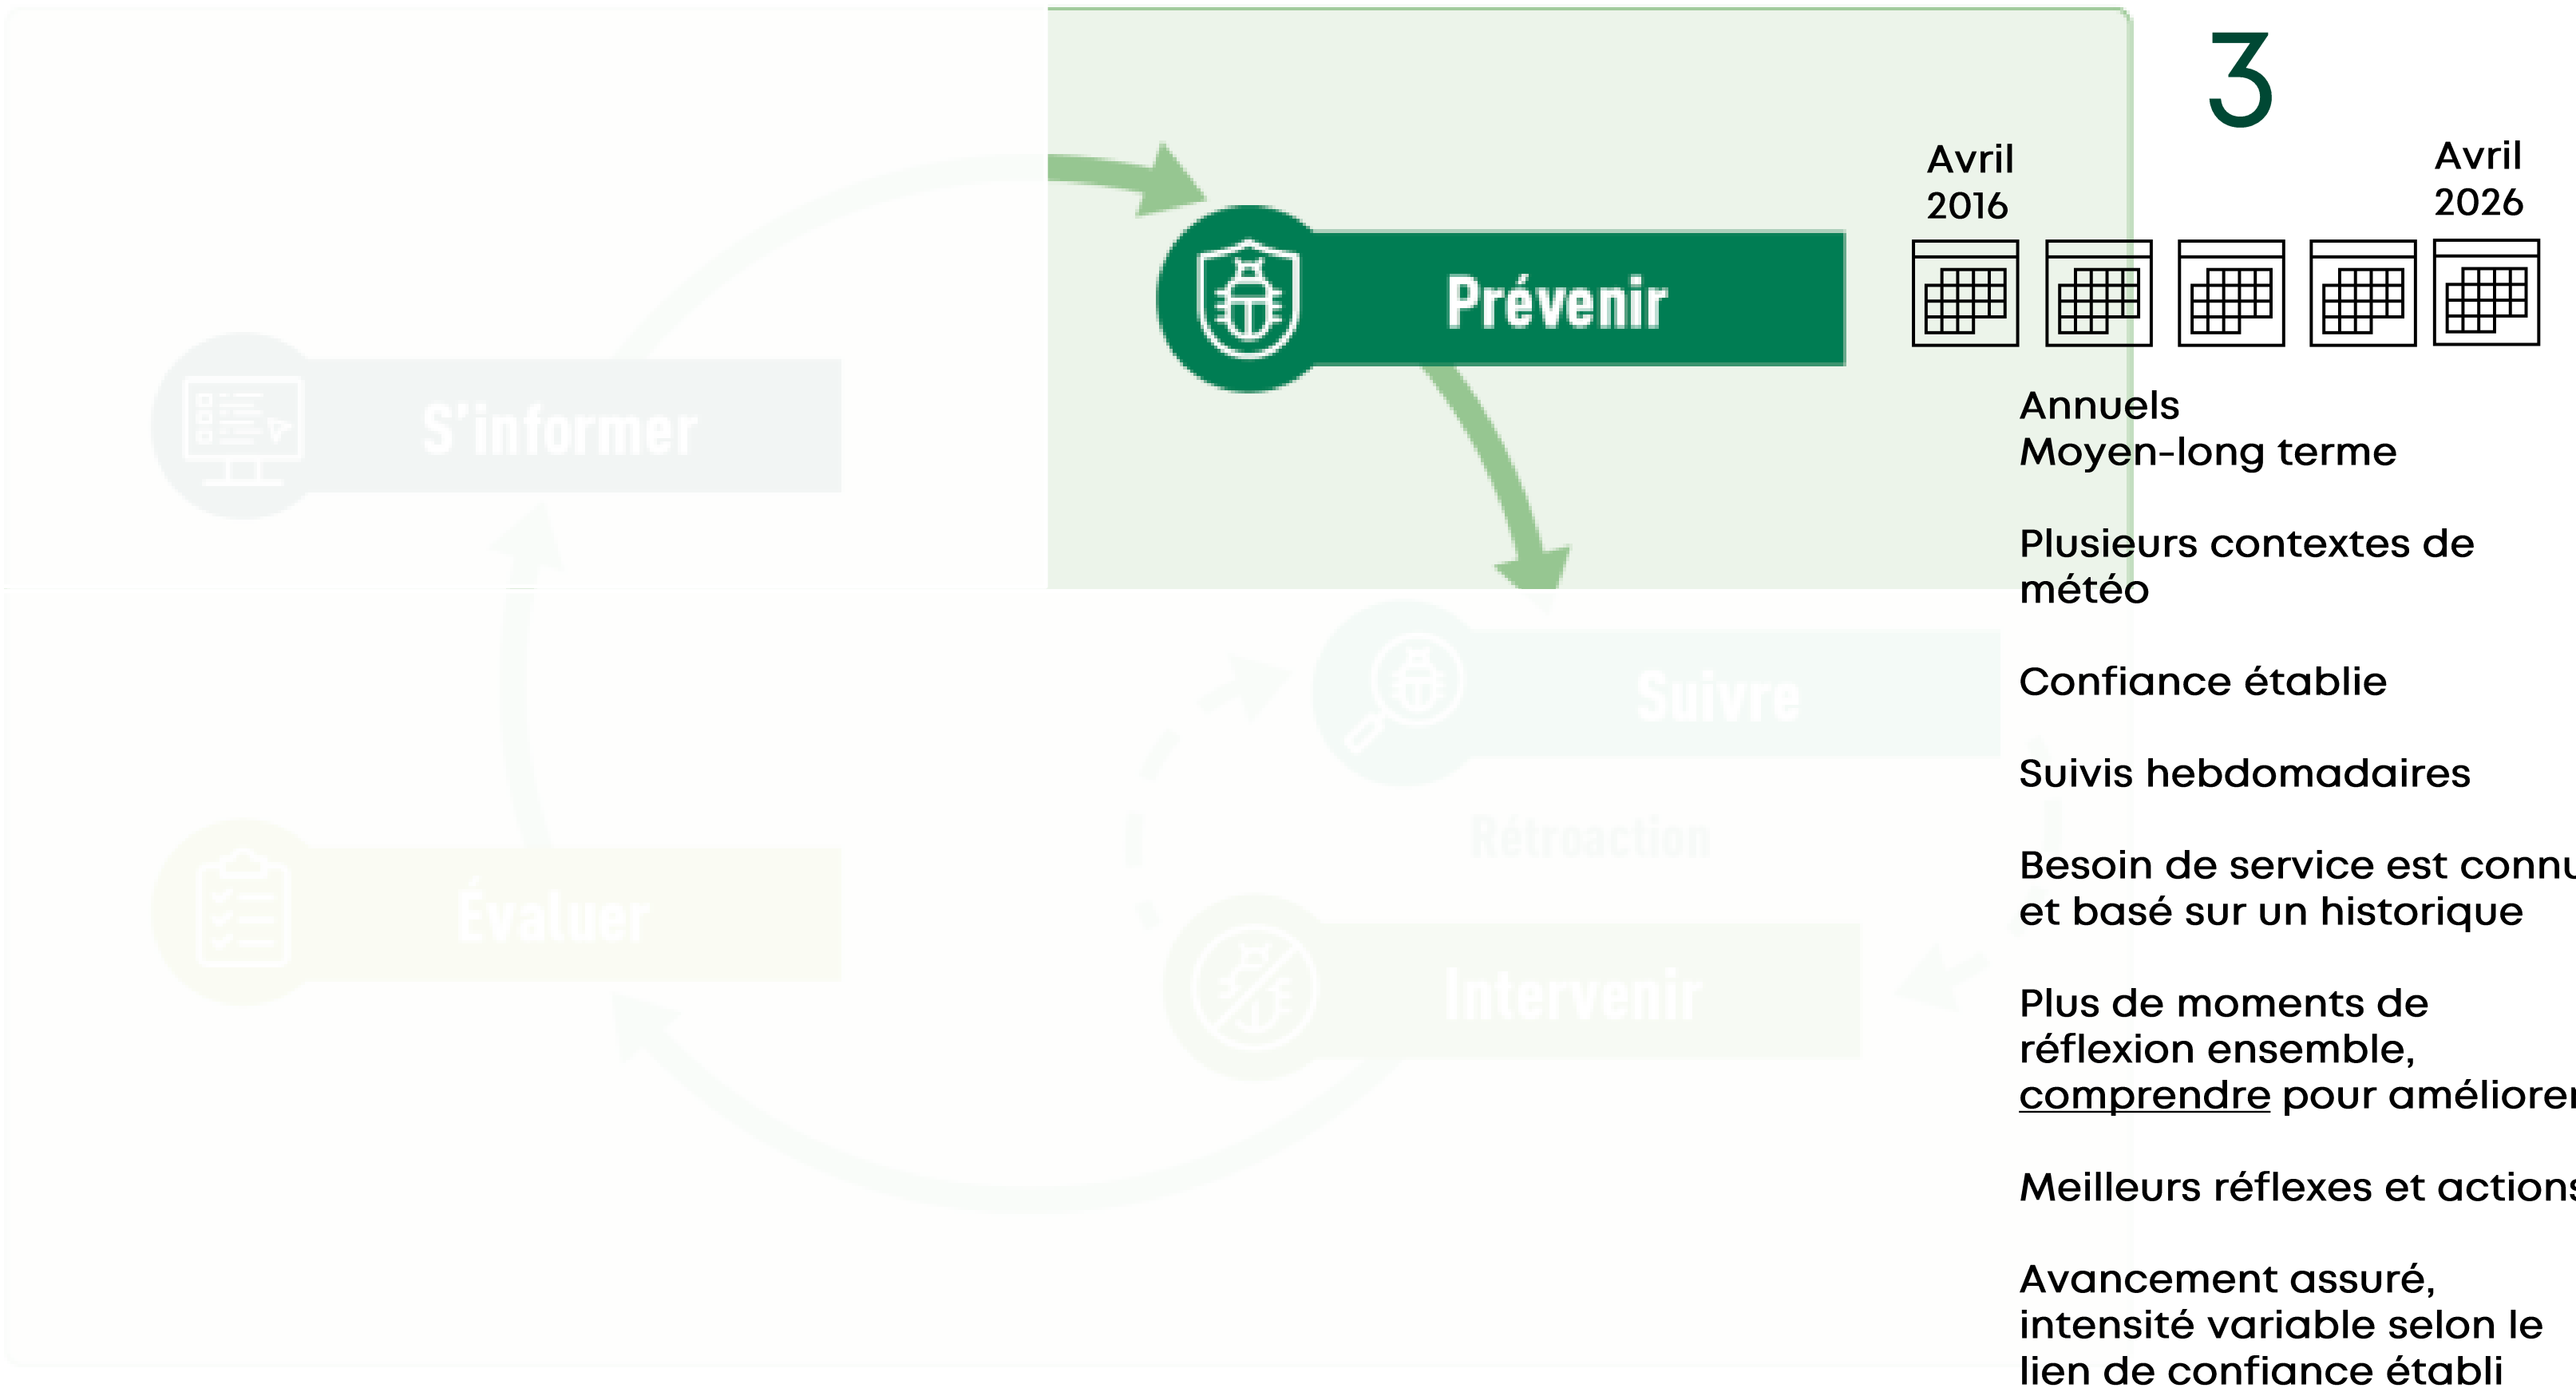 3
Avril
2016
Avril
2026
Prévenir
S'informer
Annuels
Moyen-long terme
Plusieurs contextes de
météo
Suivre
Confiance établie
Suivis hebdomadaires
Rétroaction
Évaluer
Besoin de service est connu
et basé sur un historique
Intervenir
Plus de moments de
réflexion ensemble,
comprendre pour améliorer
Meilleurs réflexes et actions
Avancement assuré,
intensité variable selon le
lien de confiance établi